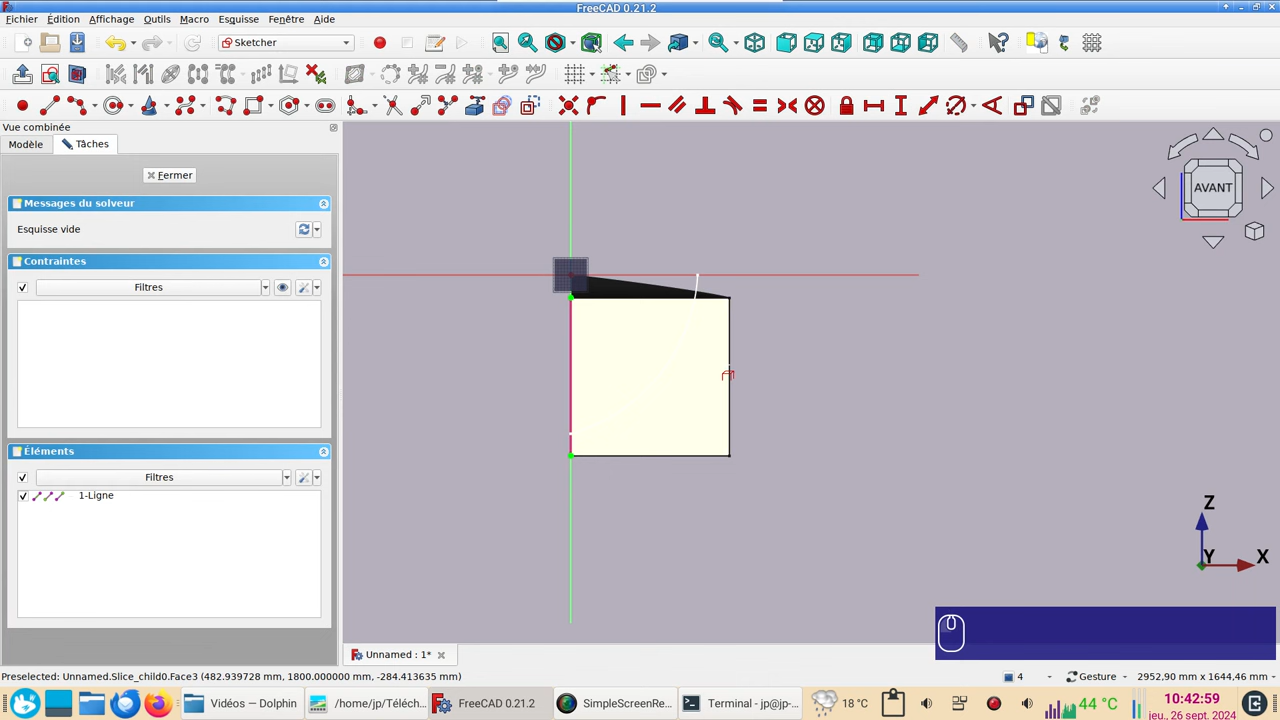 FreeCAD 0.21.2
Fichier Édition Affichage Outils Macro Esquisse Fenêtre Aide
Sketcher
Vue combinée
Modèle Tâches
Fermer
Messages du solveur
Esquisse vide
Contraintes
Filtres
Éléments
Filtres
1-Ligne
AVANT
Z
Y X
Unnamed : 1*
Preselected: Unnamed.Slice_child0.Face3 (482.939728 mm, 1800.000000 mm, -284.413635 mm)
4 Gesture 2952,90 mm x 1644,46 mm
Vidéos — Dolphin /home/jp/Téléch... FreeCAD 0.21.2 SimpleScreenRe... Terminal - jp@jp-... 18 °C 44 °C 10:42:59
jeu., 26 sept. 2024